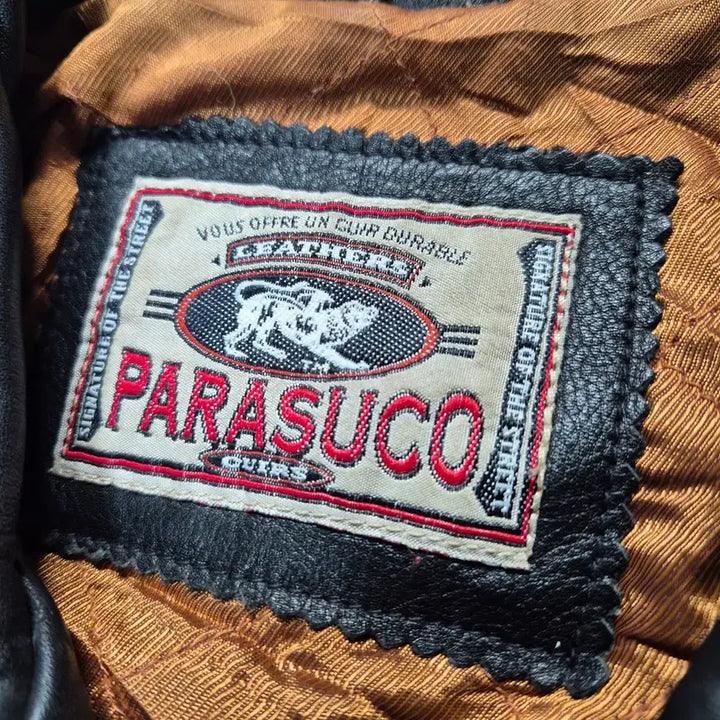 VOUS OFFRE UN CUIR DURABLE
LEATHERS
SIGNATURE OF THE STREET
SIGNATURE OF THE STREET
PARASUCO
CUIRS